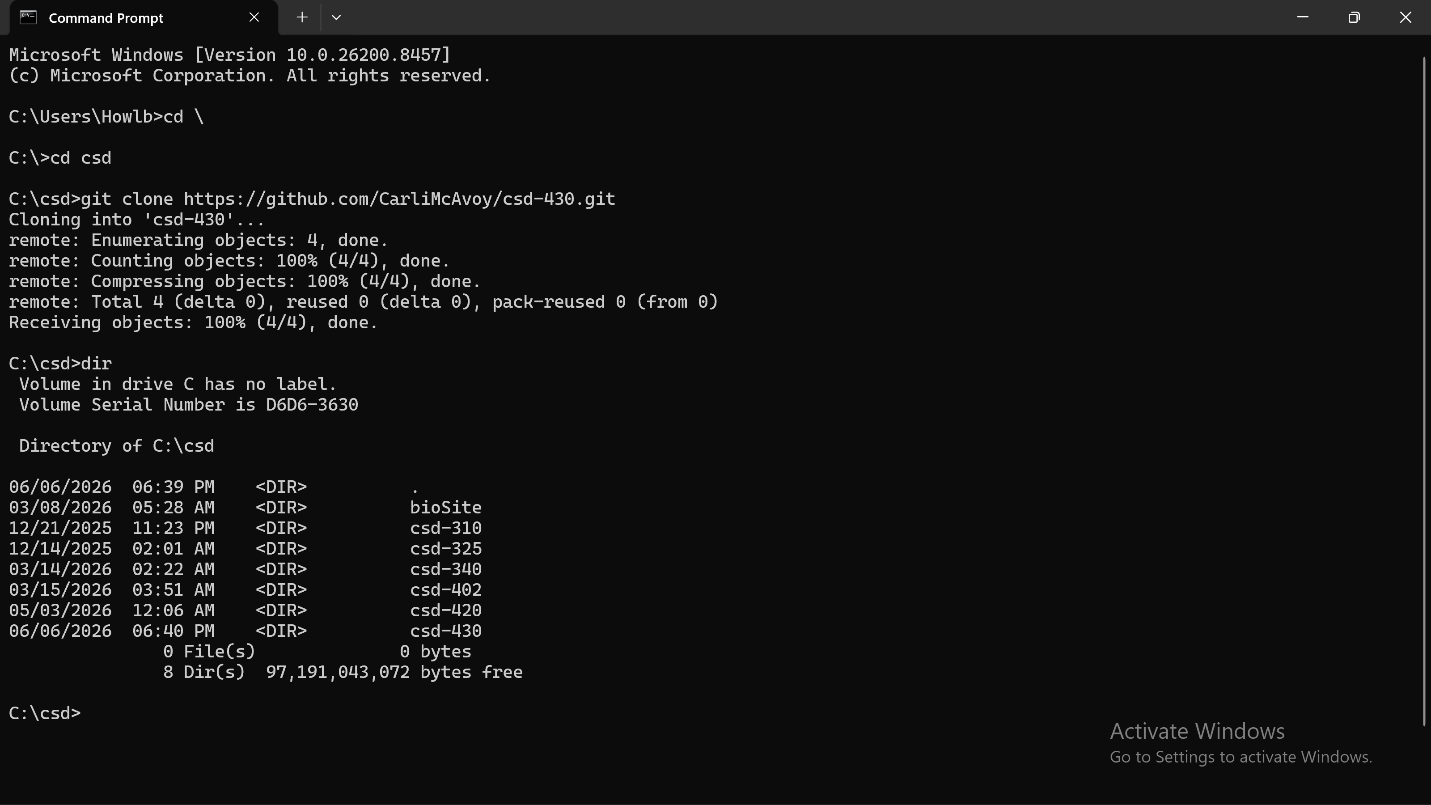 Command Prompt
Microsoft Windows [Version 10.0.26200.8457]
(c) Microsoft Corporation. All rights reserved.
C:\Users\Howlb>cd \
C:\>cd csd
C:\csd>git clone https://github.com/CarliMcAvoy/csd-430.git
Cloning into 'csd-430'...
remote: Enumerating objects: 4, done.
remote: Counting objects: 100% (4/4), done.
remote: Compressing objects: 100% (4/4), done.
remote: Total 4 (delta 0), reused 0 (delta 0), pack-reused 0 (from 0)
Receiving objects: 100% (4/4), done.
C:\csd>dir
 Volume in drive C has no label.
 Volume Serial Number is D6D6-3630
 Directory of C:\csd
06/06/2026  06:39 PM    <DIR>          .
03/08/2026  05:28 AM    <DIR>          bioSite
12/21/2025  11:23 PM    <DIR>          csd-310
12/14/2025  02:01 AM    <DIR>          csd-325
03/14/2026  02:22 AM    <DIR>          csd-340
03/15/2026  03:51 AM    <DIR>          csd-402
05/03/2026  12:06 AM    <DIR>          csd-420
06/06/2026  06:40 PM    <DIR>          csd-430
               0 File(s)              0 bytes
               8 Dir(s)  97,191,043,072 bytes free
C:\csd>
Activate Windows
Go to Settings to activate Windows.